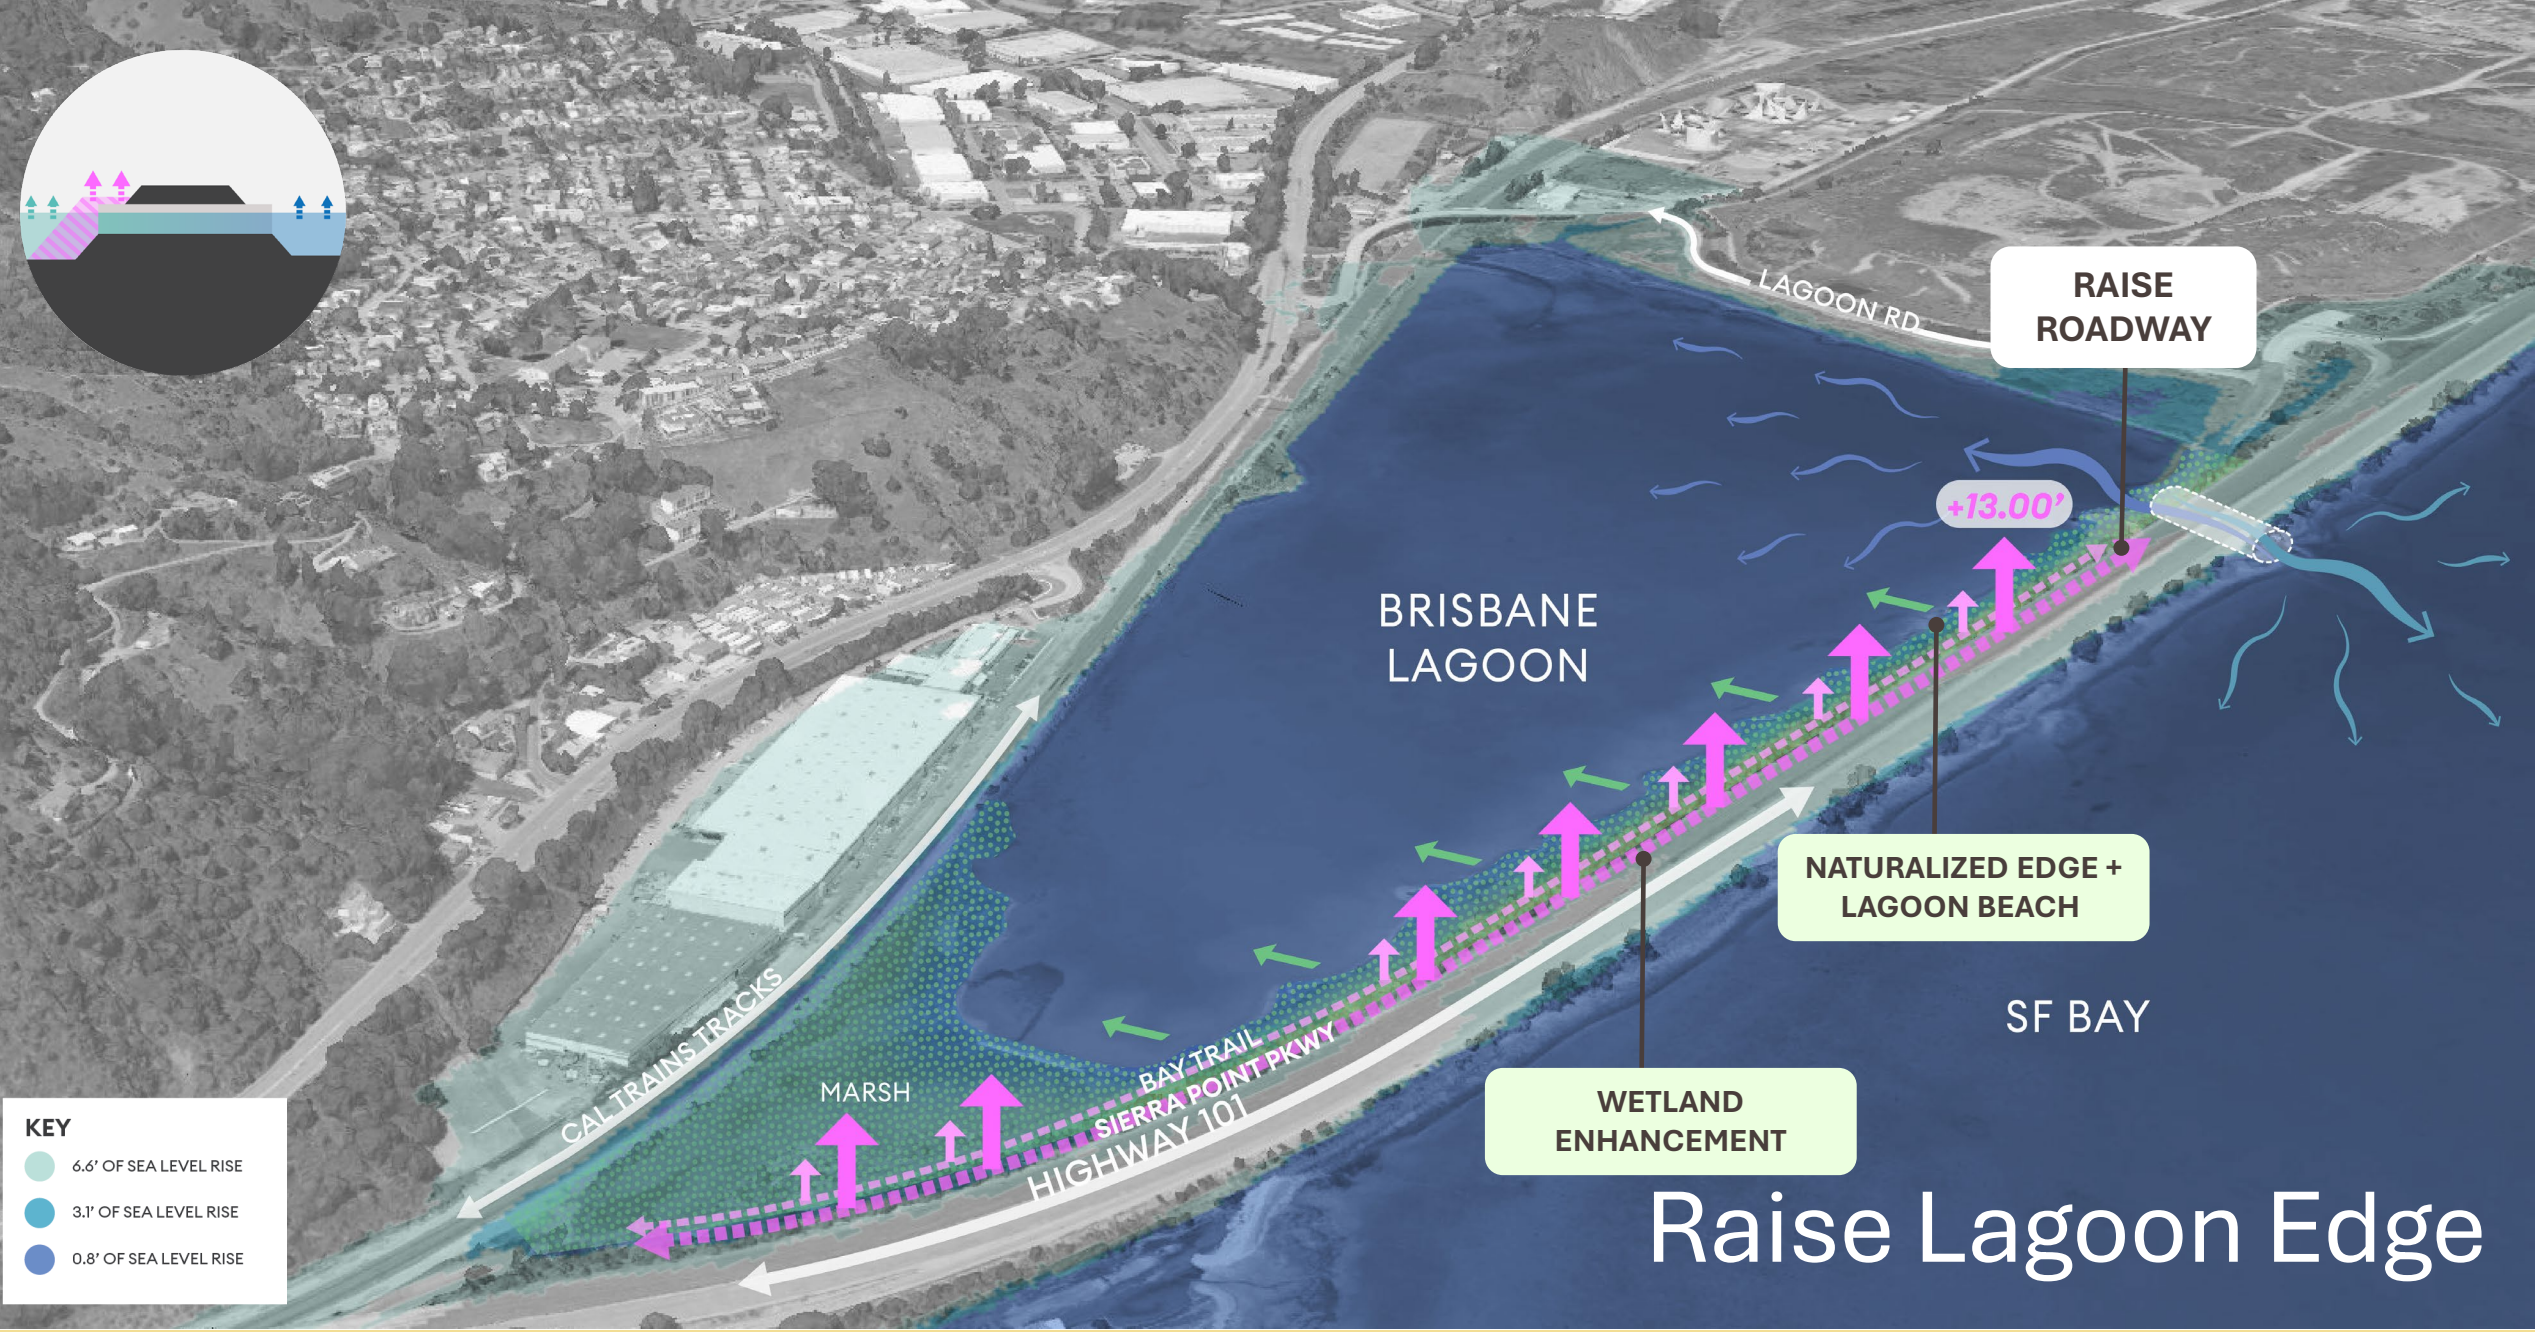 LAGOON RD
RAISE
ROADWAY
+13.00'
BRISBANE
LAGOON
NATURALIZED EDGE +
LAGOON BEACH
SF BAY
CALTRAINS TRACKS
MARSH
BAY TRAIL
SIERRA POINT PKWY
HIGHWAY 101
WETLAND
ENHANCEMENT
KEY
6.6' OF SEA LEVEL RISE
3.1' OF SEA LEVEL RISE
0.8' OF SEA LEVEL RISE
Raise Lagoon Edge